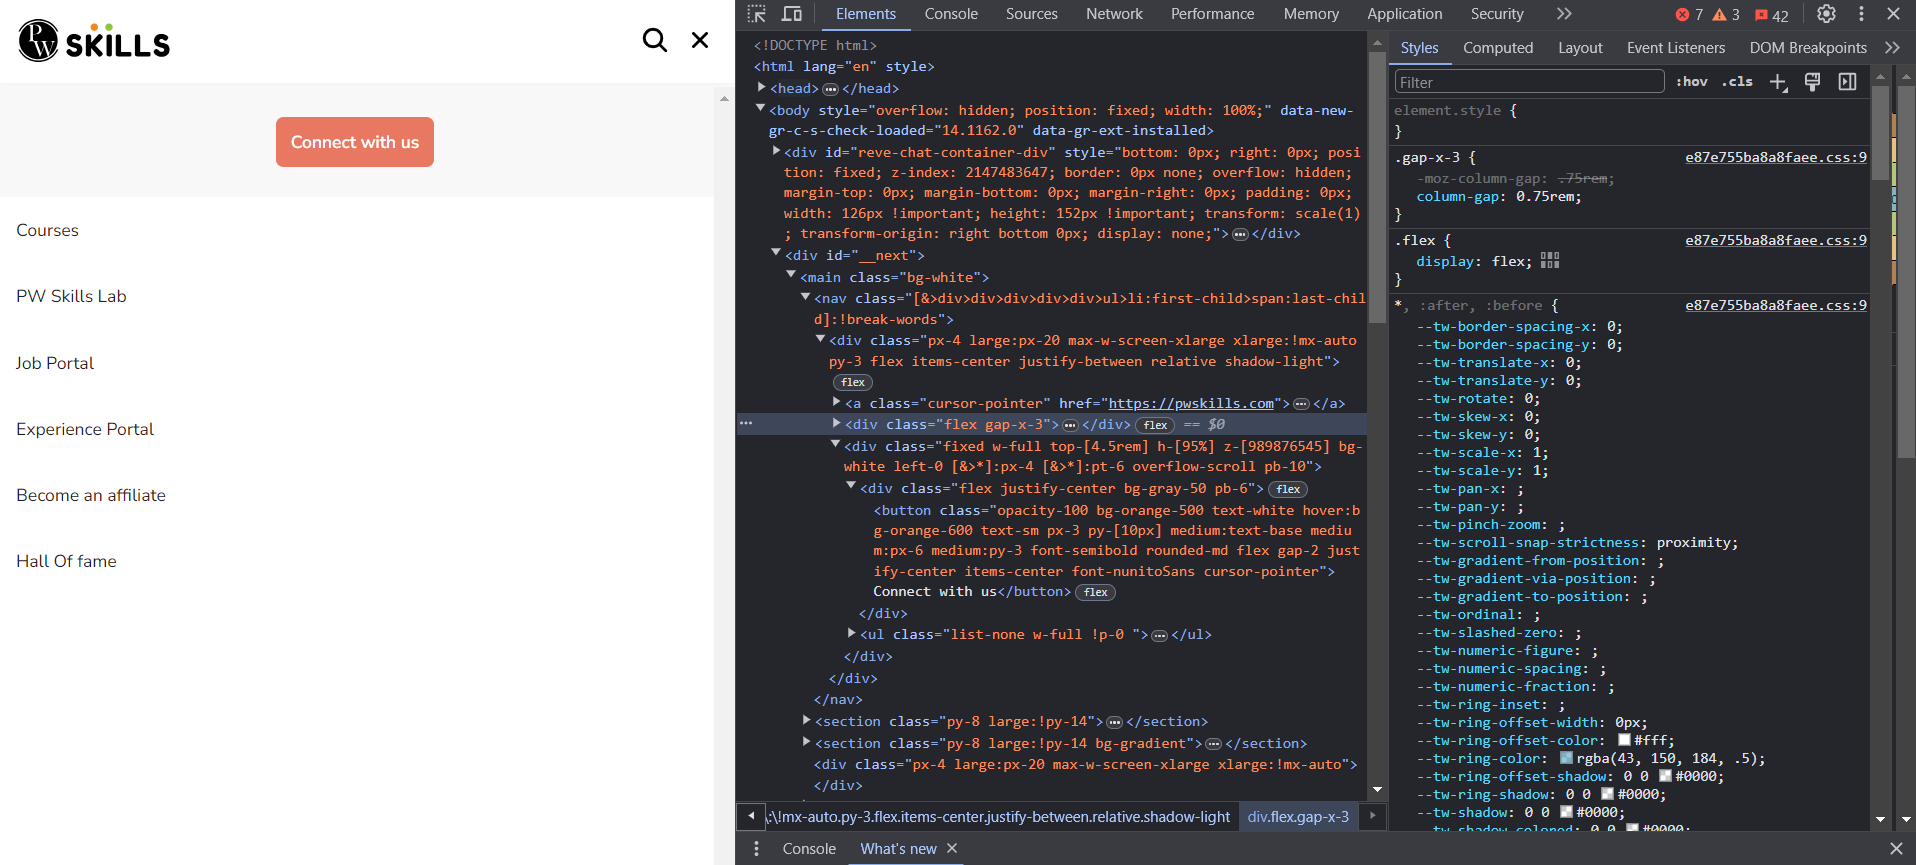 PW SKILLS
Connect with us
Courses
PW Skills Lab
Job Portal
Experience Portal
Become an affiliate
Hall Of fame
Elements Console Sources Network Performance Memory Application Security 7 3 42
<!DOCTYPE html>
<html lang="en" style>
<head> </head>
<body style="overflow: hidden; position: fixed; width: 100%;" data-new-
gr-c-s-check-loaded="14.1162.0" data-gr-ext-installed>
<div id="reve-chat-container-div" style="bottom: 0px; right: 0px; posi
tion: fixed; z-index: 2147483647; border: 0px none; overflow: hidden;
margin-top: 0px; margin-bottom: 0px; margin-right: 0px; padding: 0px;
width: 126px !important; height: 152px !important; transform: scale(1)
; transform-origin: right bottom 0px; display: none;"> </div>
<div id="__next">
<main class="bg-white">
<nav class="[&>div>div>div>div>div>ul>li:first-child>span:last-chil
d]:!break-words">
<div class="px-4 large:px-20 max-w-screen-xlarge xlarge:!mx-auto
py-3 flex items-center justify-between relative shadow-light">
flex
<a class="cursor-pointer" href="https://pwskills.com"> </a>
<div class="flex gap-x-3"> </div> flex == $0
<div class="fixed w-full top-[4.5rem] h-[95%] z-[989876545] bg-
white left-0 [&>*]:px-4 [&>*]:pt-6 overflow-scroll pb-10">
<div class="flex justify-center bg-gray-50 pb-6"> flex
<button class="opacity-100 bg-orange-500 text-white hover:b
g-orange-600 text-sm px-3 py-[10px] medium:text-base mediu
m:px-6 medium:py-3 font-semibold rounded-md flex gap-2 just
ify-center items-center font-nunitoSans cursor-pointer">
Connect with us</button> flex
</div>
<ul class="list-none w-full !p-0 "> </ul>
</div>
</div>
</nav>
<section class="py-8 large:!py-14"> </section>
<section class="py-8 large:!py-14 bg-gradient"> </section>
<div class="px-4 large:px-20 max-w-screen-xlarge xlarge:!mx-auto">
</div>
\:\!mx-auto.py-3.flex.items-center.justify-between.relative.shadow-light div.flex.gap-x-3
Console What's new
Styles Computed Layout Event Listeners DOM Breakpoints
Filter :hov .cls
element.style {
}
.gap-x-3 { e87e755ba8a8faee.css:9
-moz-column-gap: .75rem;
column-gap: 0.75rem;
}
.flex { e87e755ba8a8faee.css:9
display: flex;
}
*, :after, :before { e87e755ba8a8faee.css:9
--tw-border-spacing-x: 0;
--tw-border-spacing-y: 0;
--tw-translate-x: 0;
--tw-translate-y: 0;
--tw-rotate: 0;
--tw-skew-x: 0;
--tw-skew-y: 0;
--tw-scale-x: 1;
--tw-scale-y: 1;
--tw-pan-x: ;
--tw-pan-y: ;
--tw-pinch-zoom: ;
--tw-scroll-snap-strictness: proximity;
--tw-gradient-from-position: ;
--tw-gradient-via-position: ;
--tw-gradient-to-position: ;
--tw-ordinal: ;
--tw-slashed-zero: ;
--tw-numeric-figure: ;
--tw-numeric-spacing: ;
--tw-numeric-fraction: ;
--tw-ring-inset: ;
--tw-ring-offset-width: 0px;
--tw-ring-offset-color: #fff;
--tw-ring-color: rgba(43, 150, 184, .5);
--tw-ring-offset-shadow: 0 0 #0000;
--tw-ring-shadow: 0 0 #0000;
--tw-shadow: 0 0 #0000;
--tw-shadow-colored: 0 0 #0000;